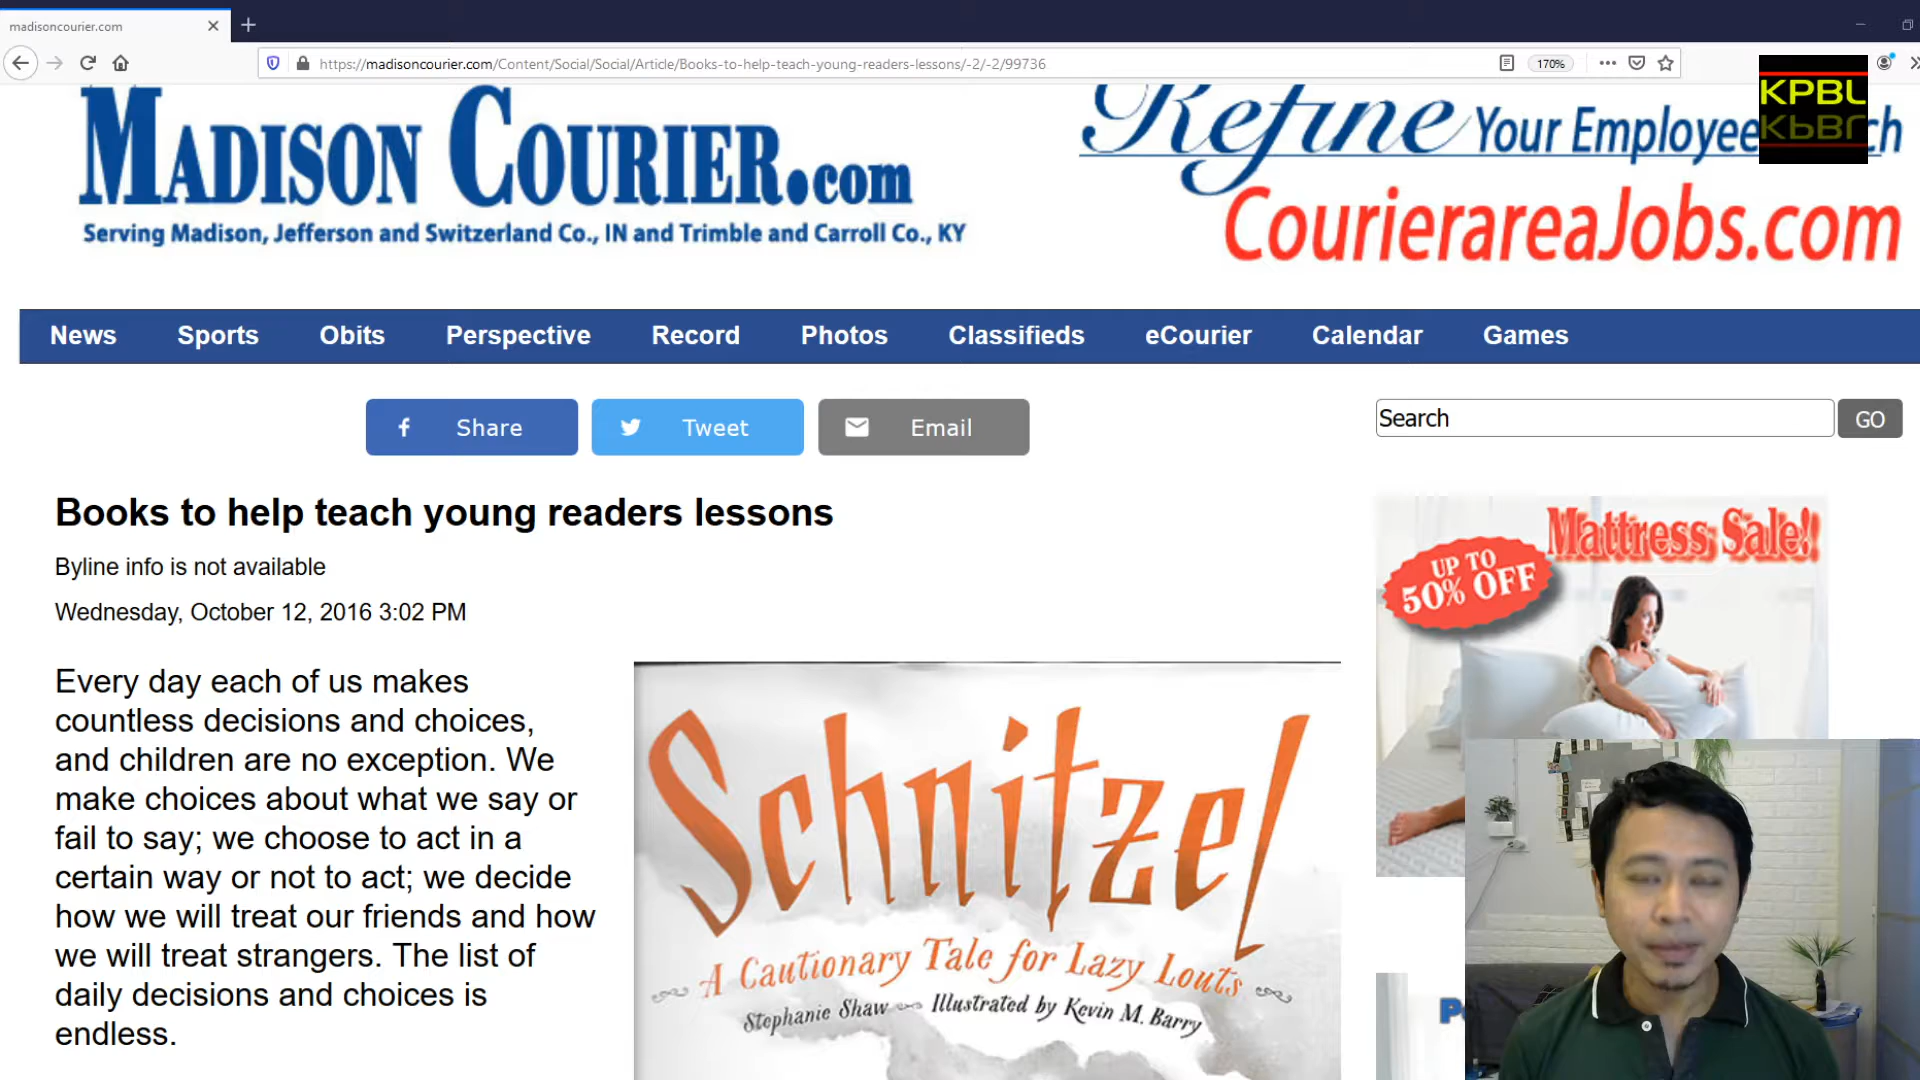 madisoncourier.com
https://madisoncourier.com/Content/Social/Social/Article/Books-to-help-teach-young-readers-lessons/-2/-2/99736
170%
KPBL
MADISON COURIER.com
Serving Madison, Jefferson and Switzerland Co., IN and Trimble and Carroll Co., KY
Refine Your Employee ch
CourierareaJobs.com
News Sports Obits Perspective Record Photos Classifieds eCourier Calendar Games
Share Tweet Email
Search GO
Books to help teach young readers lessons
Byline info is not available
Wednesday, October 12, 2016 3:02 PM
Every day each of us makes
countless decisions and choices,
and children are no exception. We
make choices about what we say or
fail to say; we choose to act in a
certain way or not to act; we decide
how we will treat our friends and how
we will treat strangers. The list of
daily decisions and choices is
endless.
Schnitzel
A Cautionary Tale for Lazy Louts
Stephanie Shaw Illustrated by Kevin M. Barry
Mattress Sale!
UP TO
50% OFF